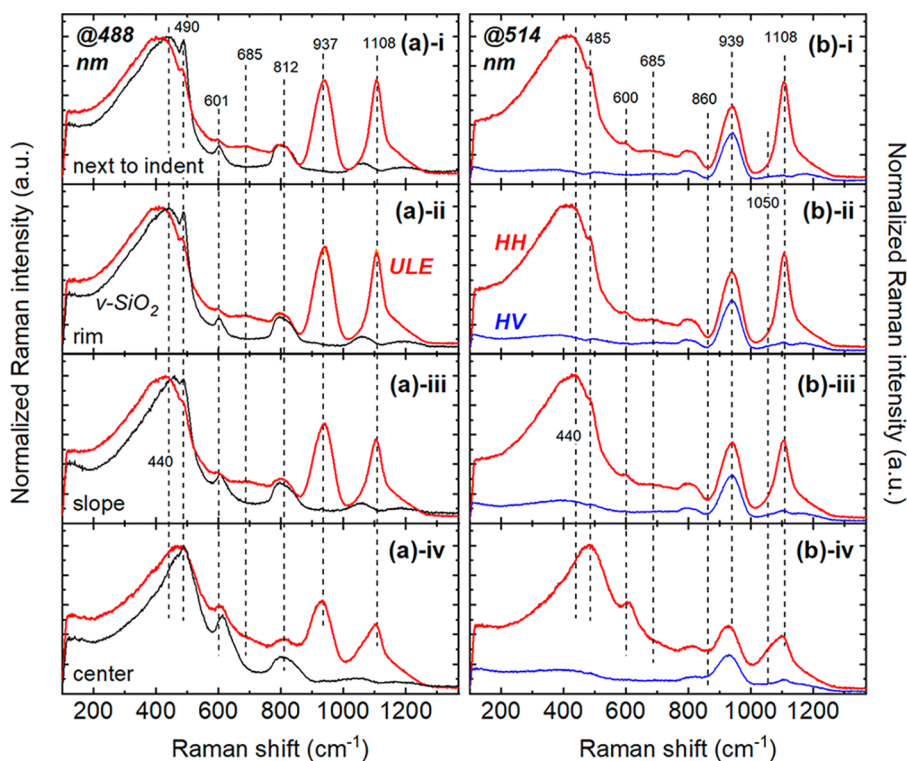 @488
nm
490
685
812
937
1108
601
(a)-i
next to indent
(a)-ii
ULE
v-SiO2
rim
(a)-iii
440
slope
(a)-iv
center
200 400 600 800 1000 1200
Raman shift (cm-1)
Normalized Raman intensity (a.u.)
@514
nm
485
685
939
1108
600
860
(b)-i
1050
(b)-ii
HH
HV
(b)-iii
440
(b)-iv
200 400 600 800 1000 1200
Raman shift (cm-1)
Normalized Raman intensity (a.u.)